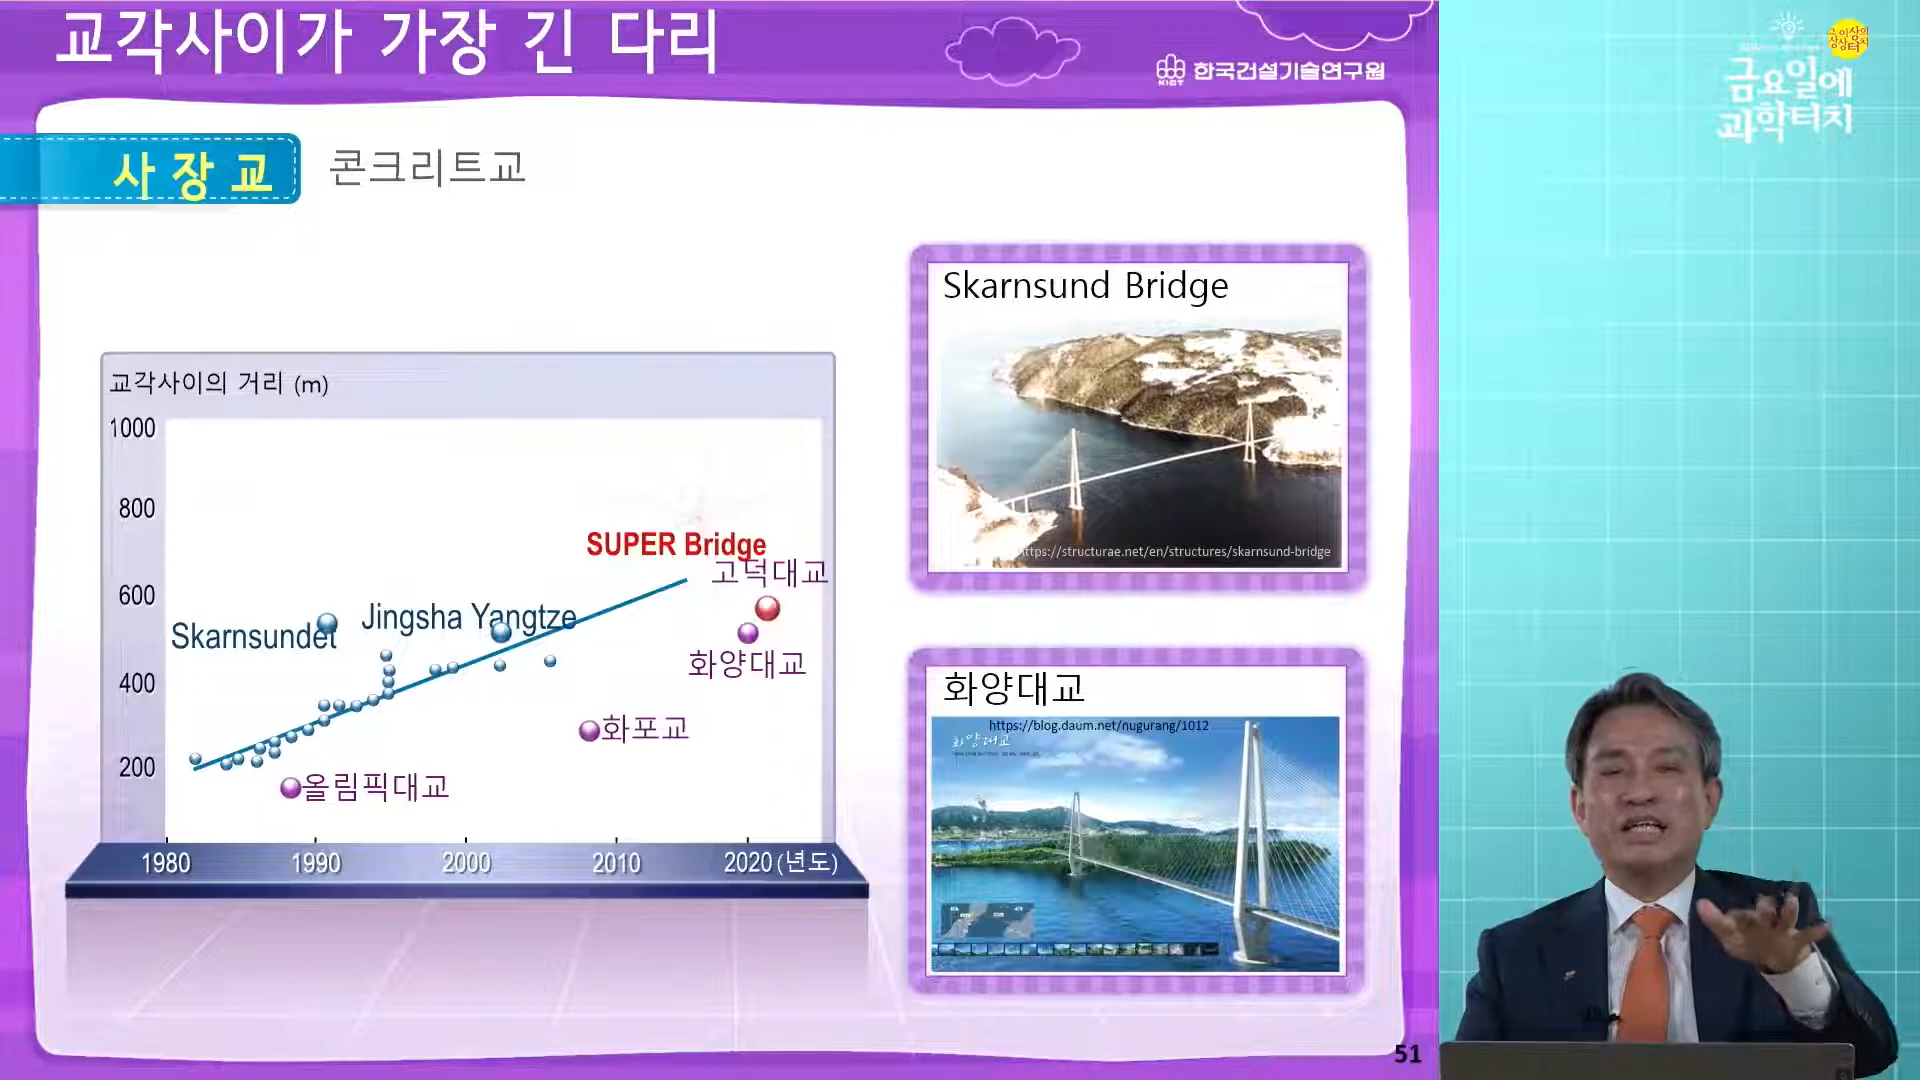 교각사이가 가장 긴 다리
KICT 한국건설기술연구원
사 장 교
콘크리트교
교각사이의 거리 (m)
1000
800
600
400
200
SUPER Bridge
고덕대교
Skarnsundet
Jingsha Yangtze
화양대교
화포교
올림픽대교
1980
1990
2000
2010
2020 (년도)
Skarnsund Bridge
https://structurae.net/en/structures/skarnsund-bridge
화양대교
https://blog.daum.net/nugurang/1012
화양대교
51
금요일에
과학터치